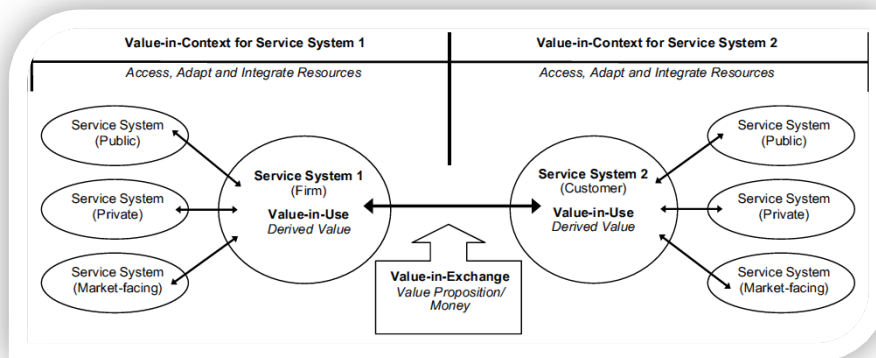 Value-in-Context for Service System 1
Access, Adapt and Integrate Resources
Value-in-Context for Service System 2
Access, Adapt and Integrate Resources
Service System
(Public)
Service System
(Private)
Service System
(Market-facing)
Service System 1
(Firm)
Value-in-Use
Derived Value
Value-in-Exchange
Value Proposition/
Money
Service System 2
(Customer)
Value-in-Use
Derived Value
Service System
(Public)
Service System
(Private)
Service System
(Market-facing)